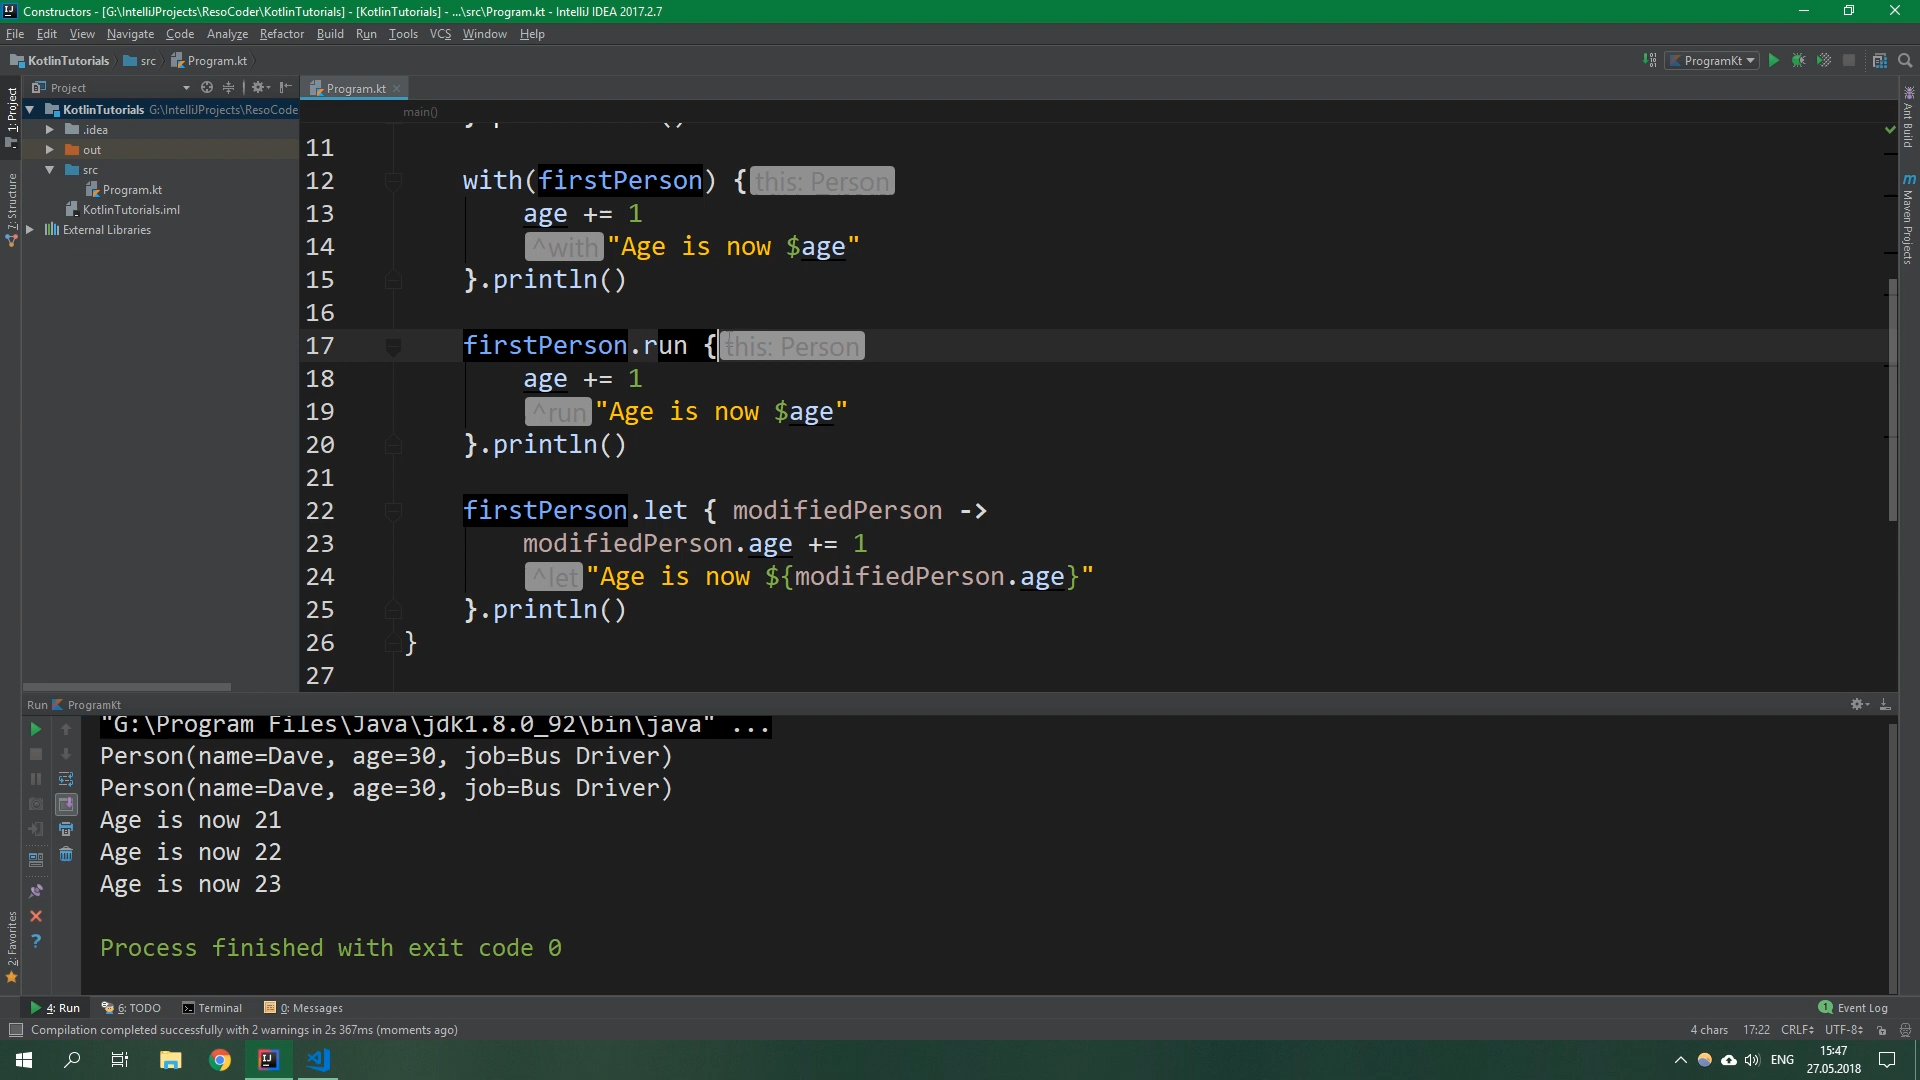 Constructors - [G:\IntelliJProjects\ResoCoder\KotlinTutorials] - [KotlinTutorials] - ...\src\Program.kt - IntelliJ IDEA 2017.2.7
File Edit View Navigate Code Analyze Refactor Build Run Tools VCS Window Help
KotlinTutorials src Program.kt
ProgramKt
Project
Program.kt
1: Project
7: Structure
2: Favorites
Ant Build
Maven Projects
KotlinTutorials G:\IntelliJProjects\ResoCode
.idea
out
src
Program.kt
KotlinTutorials.iml
External Libraries
main()
11
12 with(firstPerson) { this: Person
13 age += 1
14 ^with "Age is now $age"
15 }.println()
16
17 firstPerson.run { this: Person
18 age += 1
19 ^run "Age is now $age"
20 }.println()
21
22 firstPerson.let { modifiedPerson ->
23 modifiedPerson.age += 1
24 ^let "Age is now ${modifiedPerson.age}"
25 }.println()
26 }
27
Run ProgramKt
"G:\Program Files\Java\jdk1.8.0_92\bin\java" ...
Person(name=Dave, age=30, job=Bus Driver)
Person(name=Dave, age=30, job=Bus Driver)
Age is now 21
Age is now 22
Age is now 23
Process finished with exit code 0
4: Run 6: TODO Terminal 0: Messages
1 Event Log
Compilation completed successfully with 2 warnings in 2s 367ms (moments ago)
4 chars 17:22 CRLF UTF-8
ENG
15:47
27.05.2018